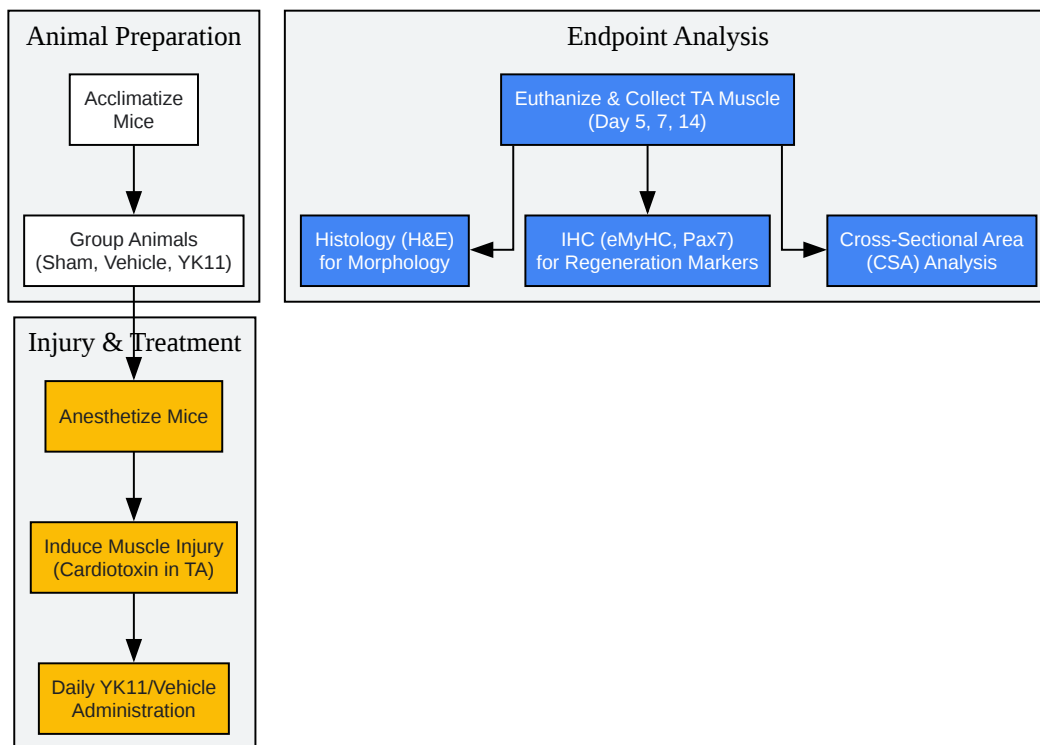 Animal Preparation
Acclimatize
Mice
Group Animals
(Sham, Vehicle, YK11)
Injury & Treatment
Anesthetize Mice
Induce Muscle Injury
(Cardiotoxin in TA)
Daily YK11/Vehicle
Administration
Endpoint Analysis
Euthanize & Collect TA Muscle
(Day 5, 7, 14)
Histology (H&E)
for Morphology
IHC (eMyHC, Pax7)
for Regeneration Markers
Cross-Sectional Area
(CSA) Analysis